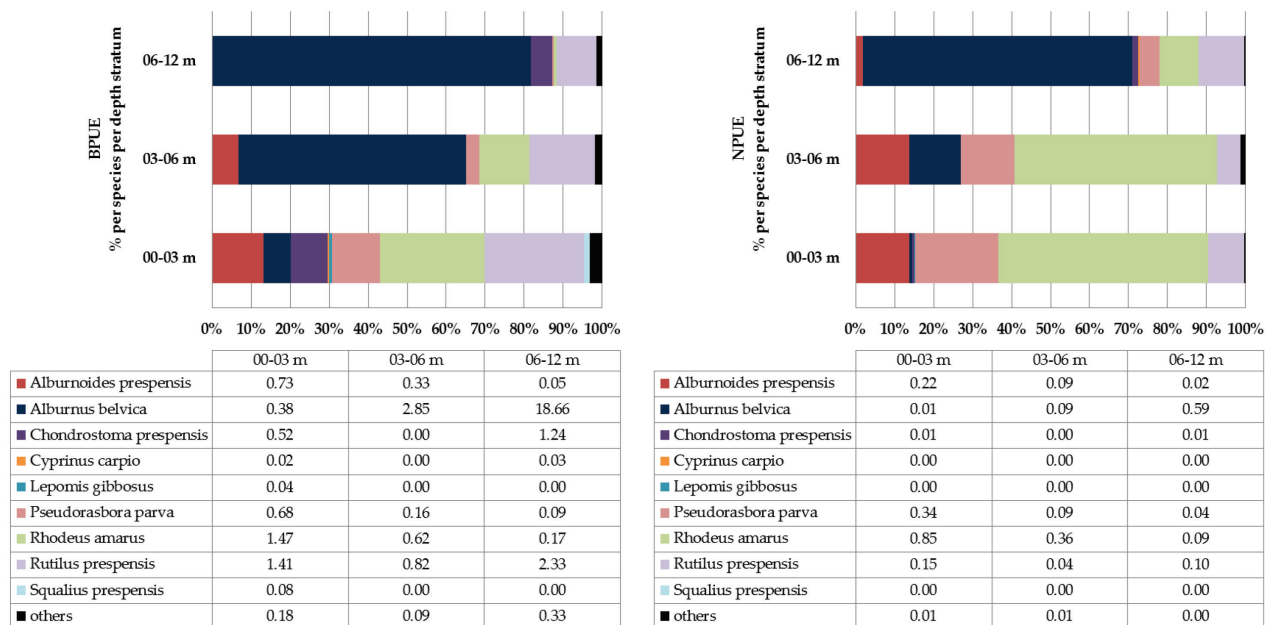 BPUE
% per species per depth stratum
06-12 m
03-06 m
00-03 m
0% 10% 20% 30% 40% 50% 60% 70% 80% 90% 100%
00-03 m 03-06 m 06-12 m
Alburnoides prespensis 0.73 0.33 0.05
Alburnus belvica 0.38 2.85 18.66
Chondrostoma prespensis 0.52 0.00 1.24
Cyprinus carpio 0.02 0.00 0.03
Lepomis gibbosus 0.04 0.00 0.00
Pseudorasbora parva 0.68 0.16 0.09
Rhodeus amarus 1.47 0.62 0.17
Rutilus prespensis 1.41 0.82 2.33
Squalius prespensis 0.08 0.00 0.00
others 0.18 0.09 0.33
NPUE
% per species per depth stratum
06-12 m
03-06 m
00-03 m
0% 10% 20% 30% 40% 50% 60% 70% 80% 90% 100%
00-03 m 03-06 m 06-12 m
Alburnoides prespensis 0.22 0.09 0.02
Alburnus belvica 0.01 0.09 0.59
Chondrostoma prespensis 0.01 0.00 0.01
Cyprinus carpio 0.00 0.00 0.00
Lepomis gibbosus 0.00 0.00 0.00
Pseudorasbora parva 0.34 0.09 0.04
Rhodeus amarus 0.85 0.36 0.09
Rutilus prespensis 0.15 0.04 0.10
Squalius prespensis 0.00 0.00 0.00
others 0.01 0.01 0.00